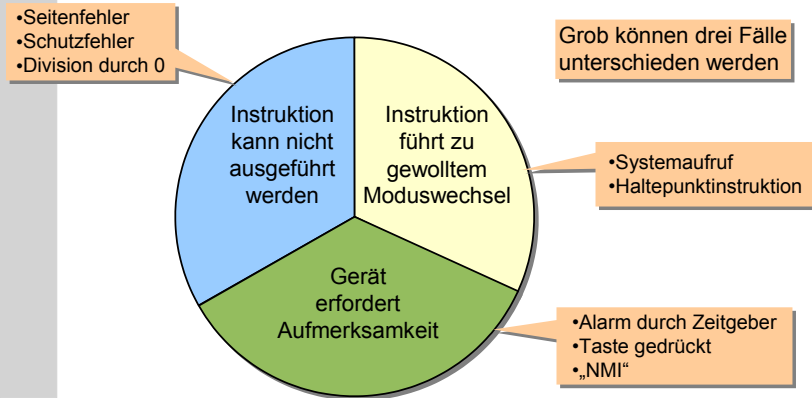 •Seitenfehler
•Schutzfehler
•Division durch 0
Grob können drei Fälle
unterschieden werden
Instruktion
kann nicht
ausgeführt
werden
Instruktion
führt zu
gewolltem
Moduswechsel
•Systemaufruf
•Haltepunktinstruktion
Gerät
erfordert
Aufmerksamkeit
•Alarm durch Zeitgeber
•Taste gedrückt
•„NMI“